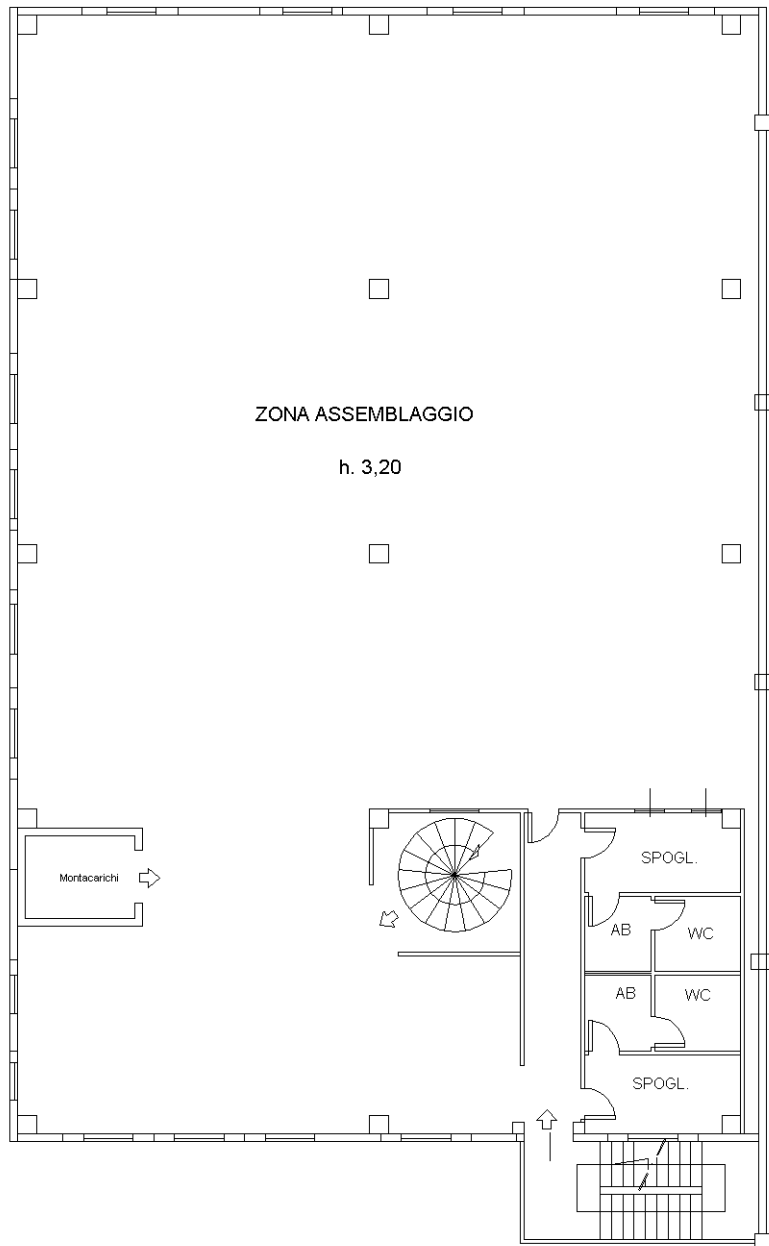 ZONA ASSEMBLAGGIO
h. 3,20
Montacarichi
SPOGL.
AB
WC
AB
WC
SPOGL.